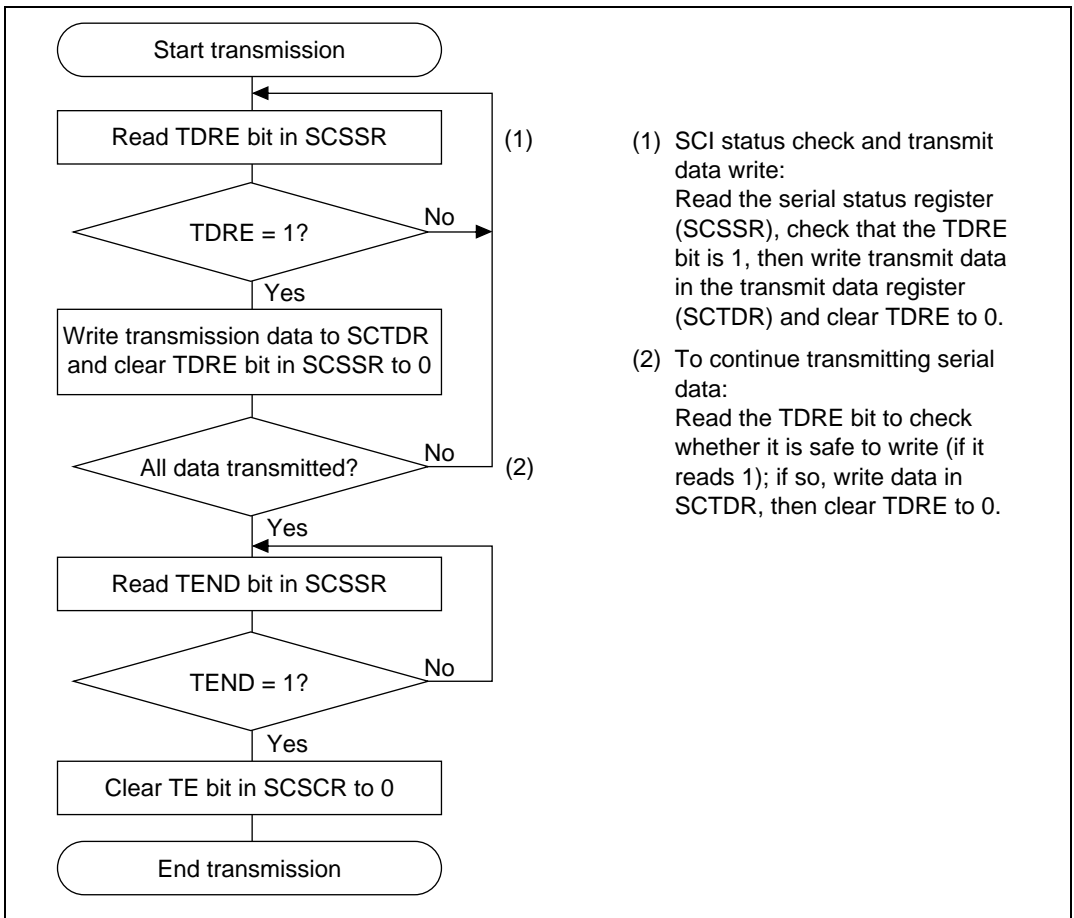 Start transmission
Read TDRE bit in SCSSR
(1)
TDRE = 1?
No
Yes
Write transmission data to SCTDR
and clear TDRE bit in SCSSR to 0
All data transmitted?
No
(2)
Yes
Read TEND bit in SCSSR
TEND = 1?
No
Yes
Clear TE bit in SCSCR to 0
End transmission
(1) SCI status check and transmit
data write:
Read the serial status register
(SCSSR), check that the TDRE
bit is 1, then write transmit data
in the transmit data register
(SCTDR) and clear TDRE to 0.
(2) To continue transmitting serial
data:
Read the TDRE bit to check
whether it is safe to write (if it
reads 1); if so, write data in
SCTDR, then clear TDRE to 0.